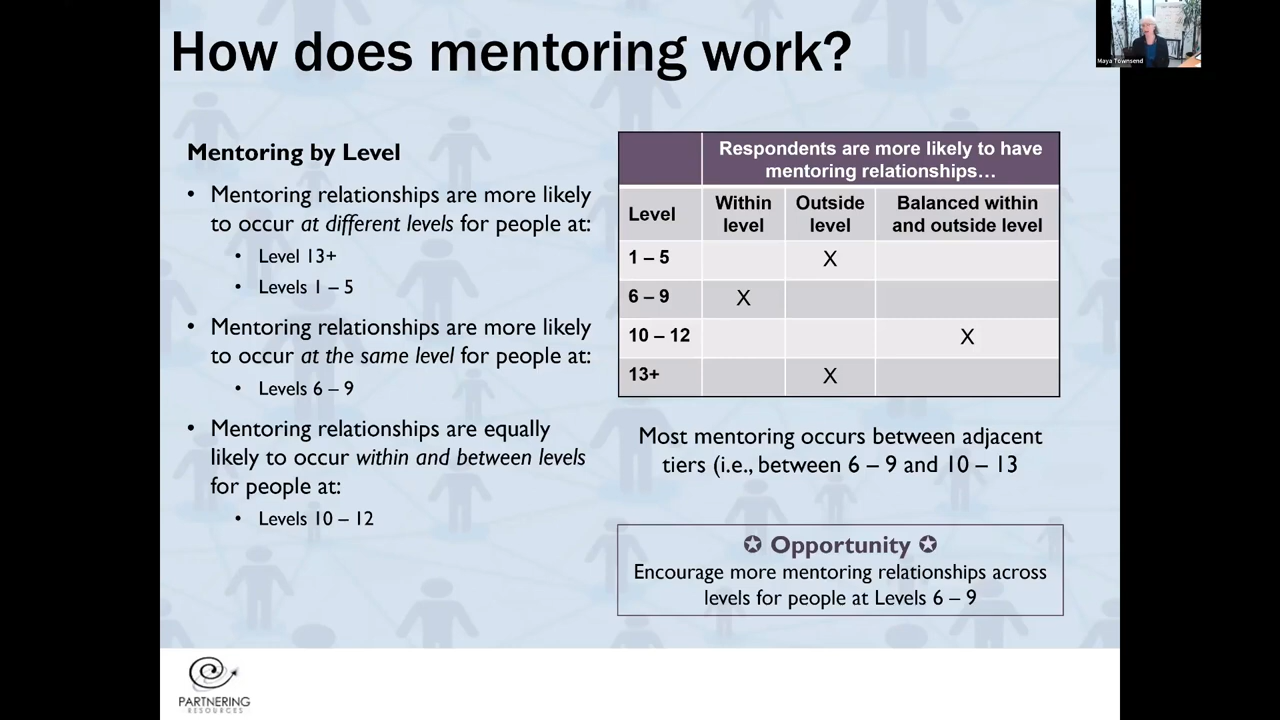 How does mentoring work?
Maya Townsend
Mentoring by Level
• Mentoring relationships are more likely
to occur at different levels for people at:
• Level 13+
• Levels 1 – 5
• Mentoring relationships are more likely
to occur at the same level for people at:
• Levels 6 – 9
• Mentoring relationships are equally
likely to occur within and between levels
for people at:
• Levels 10 – 12
Respondents are more likely to have
mentoring relationships…
Level Within level Outside level Balanced within and outside level
1 – 5 X
6 – 9 X
10 – 12 X
13+ X
Most mentoring occurs between adjacent
tiers (i.e., between 6 – 9 and 10 – 13
✪ Opportunity ✪
Encourage more mentoring relationships across
levels for people at Levels 6 – 9
PARTNERING
RESOURCES